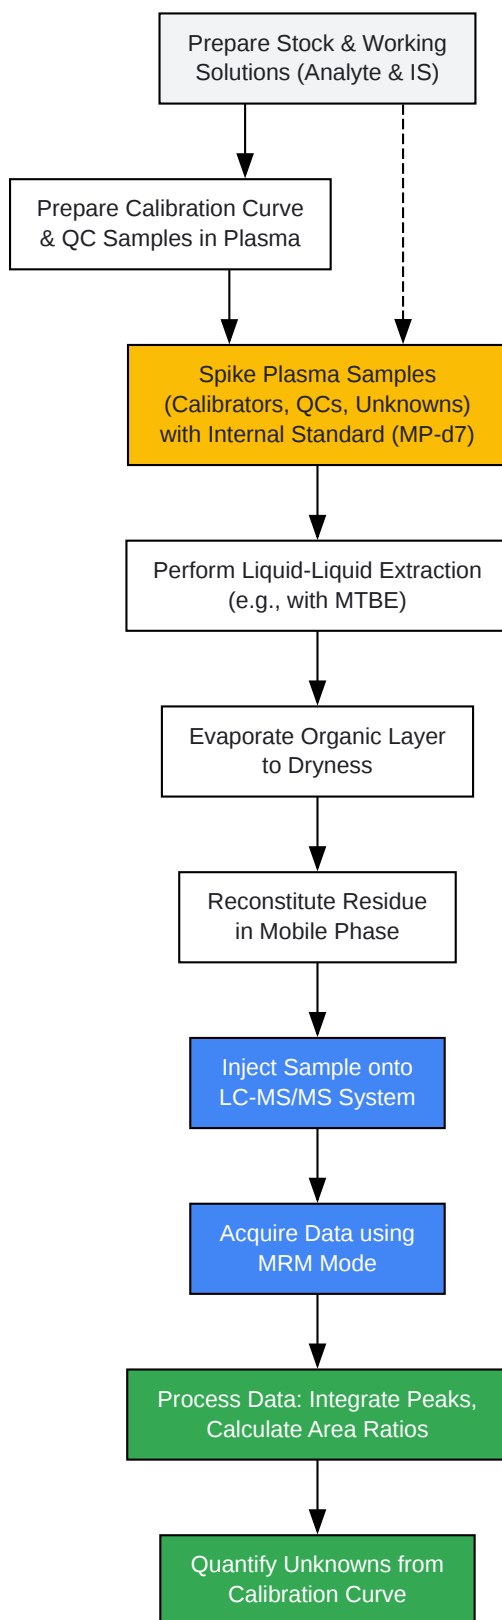 Prepare Stock & Working
Solutions (Analyte & IS)
Prepare Calibration Curve
& QC Samples in Plasma
Spike Plasma Samples
(Calibrators, QCs, Unknowns)
with Internal Standard (MP-d7)
Perform Liquid-Liquid Extraction
(e.g., with MTBE)
Evaporate Organic Layer
to Dryness
Reconstitute Residue
in Mobile Phase
Inject Sample onto
LC-MS/MS System
Acquire Data using
MRM Mode
Process Data: Integrate Peaks,
Calculate Area Ratios
Quantify Unknowns from
Calibration Curve